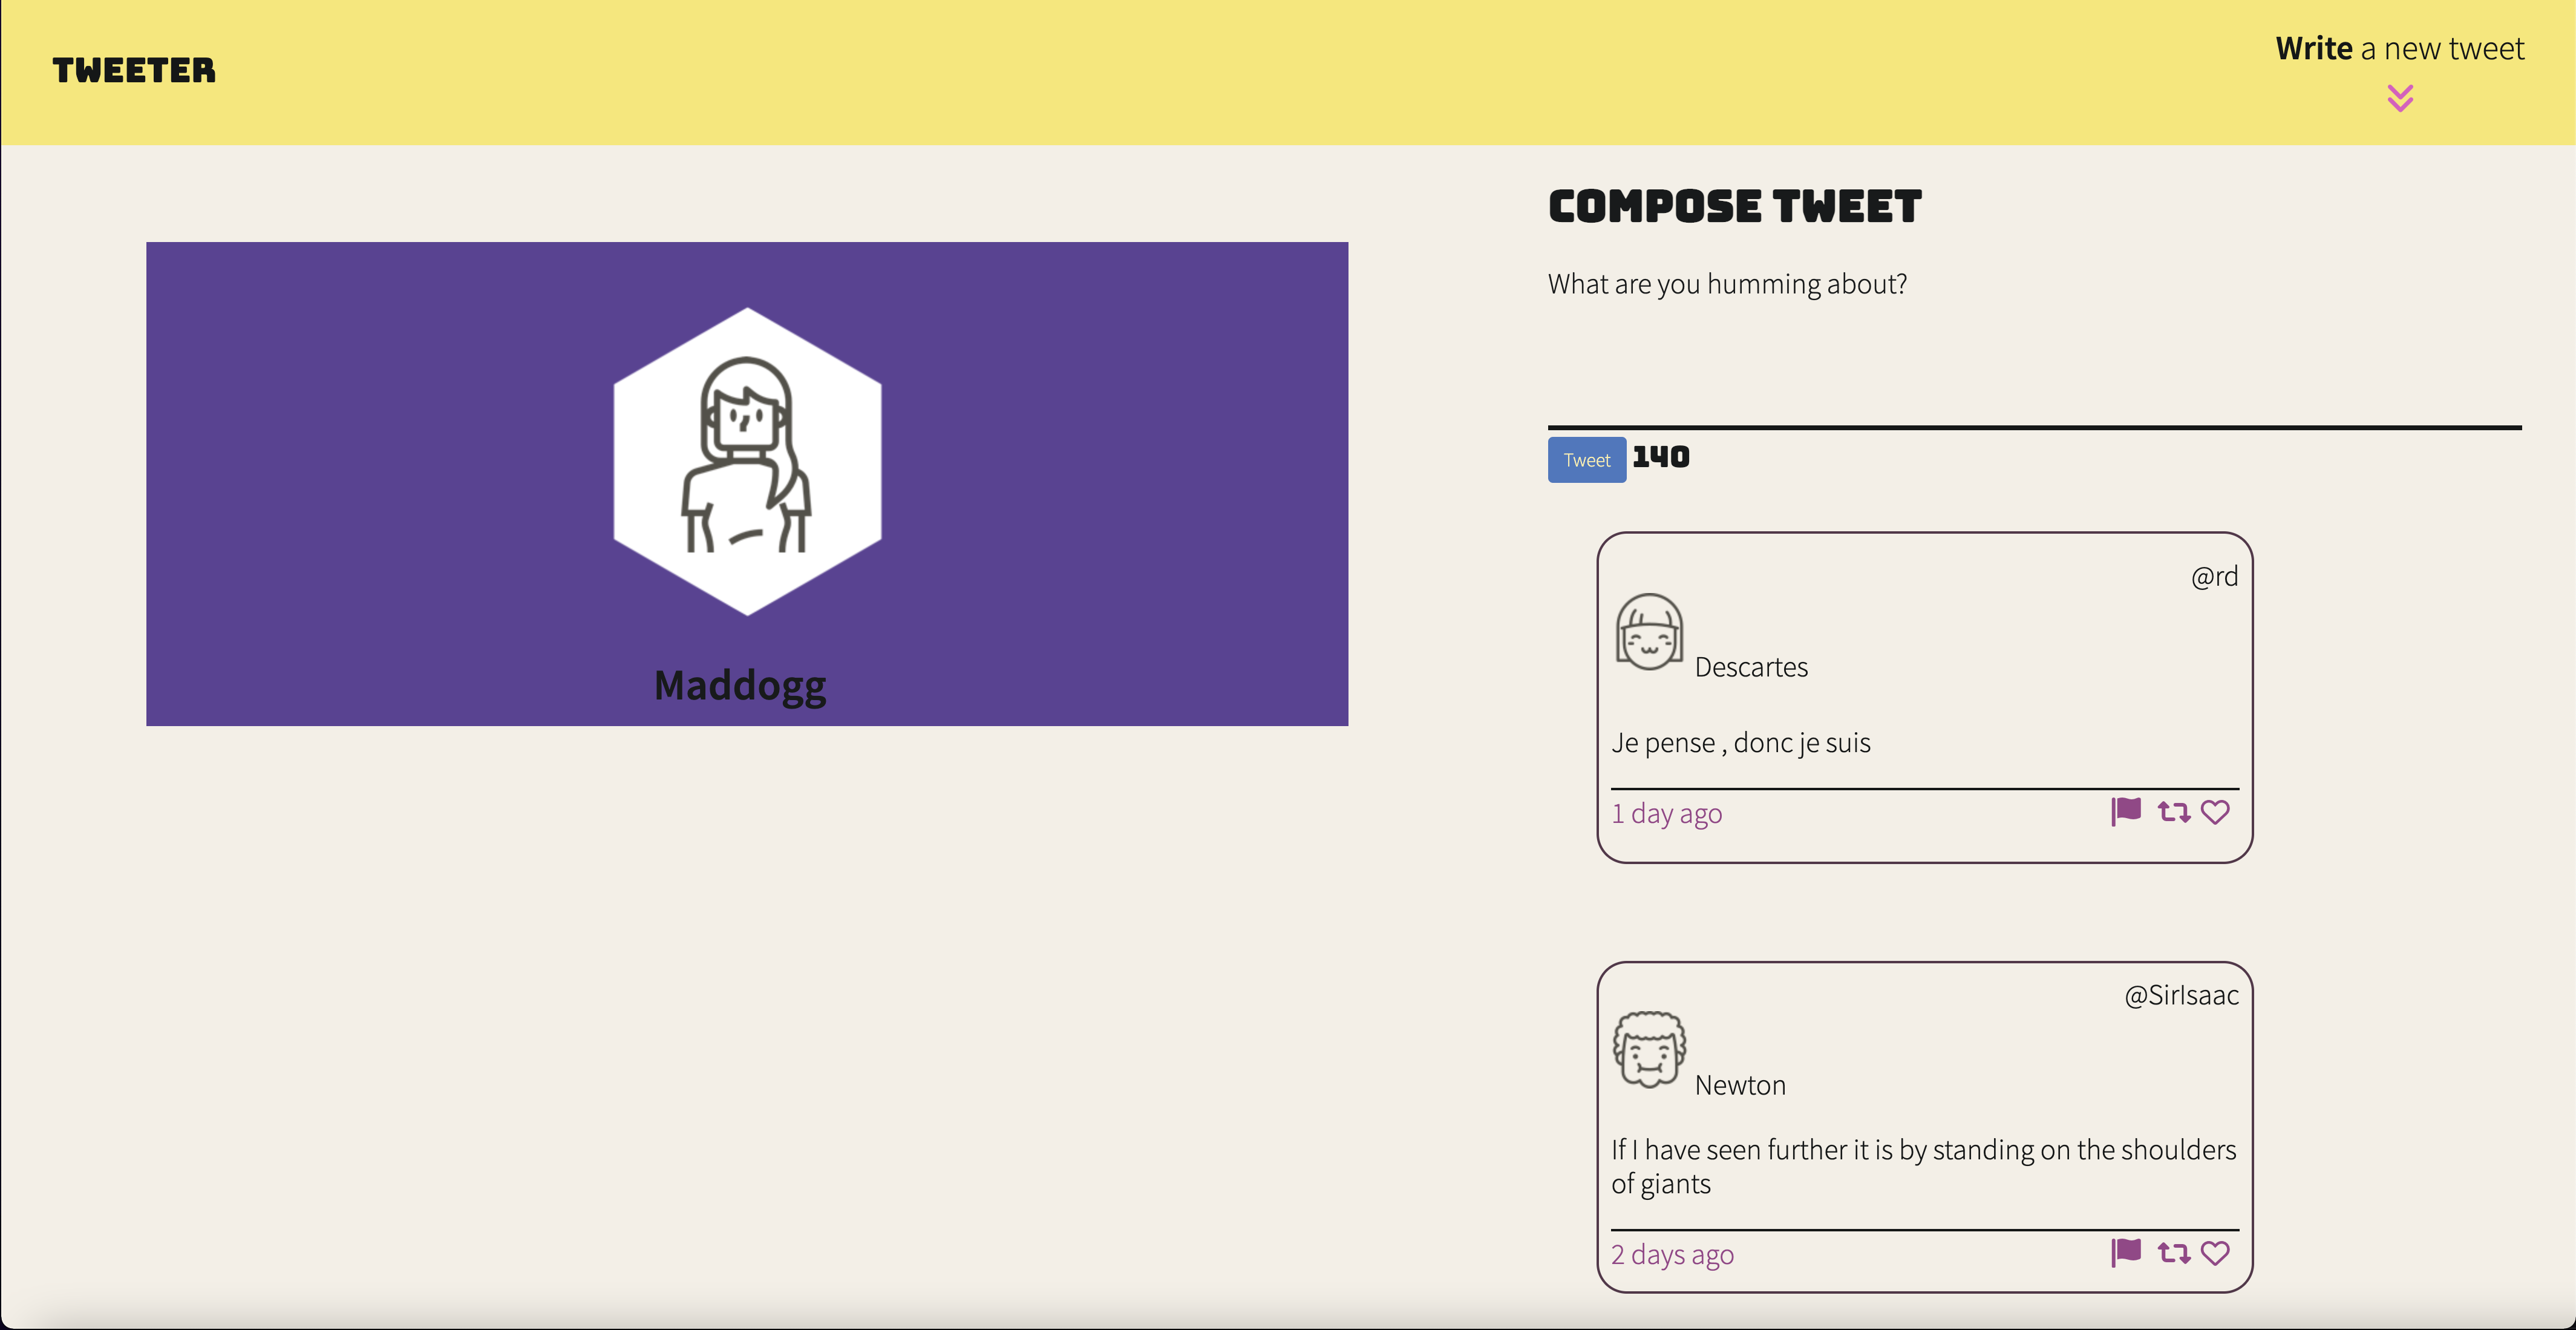 TWEETER
Write a new tweet
Maddogg
COMPOSE TWEET
What are you humming about?
Tweet 140
@rd
Descartes
Je pense , donc je suis
1 day ago
@SirIsaac
Newton
If I have seen further it is by standing on the shoulders
of giants
2 days ago